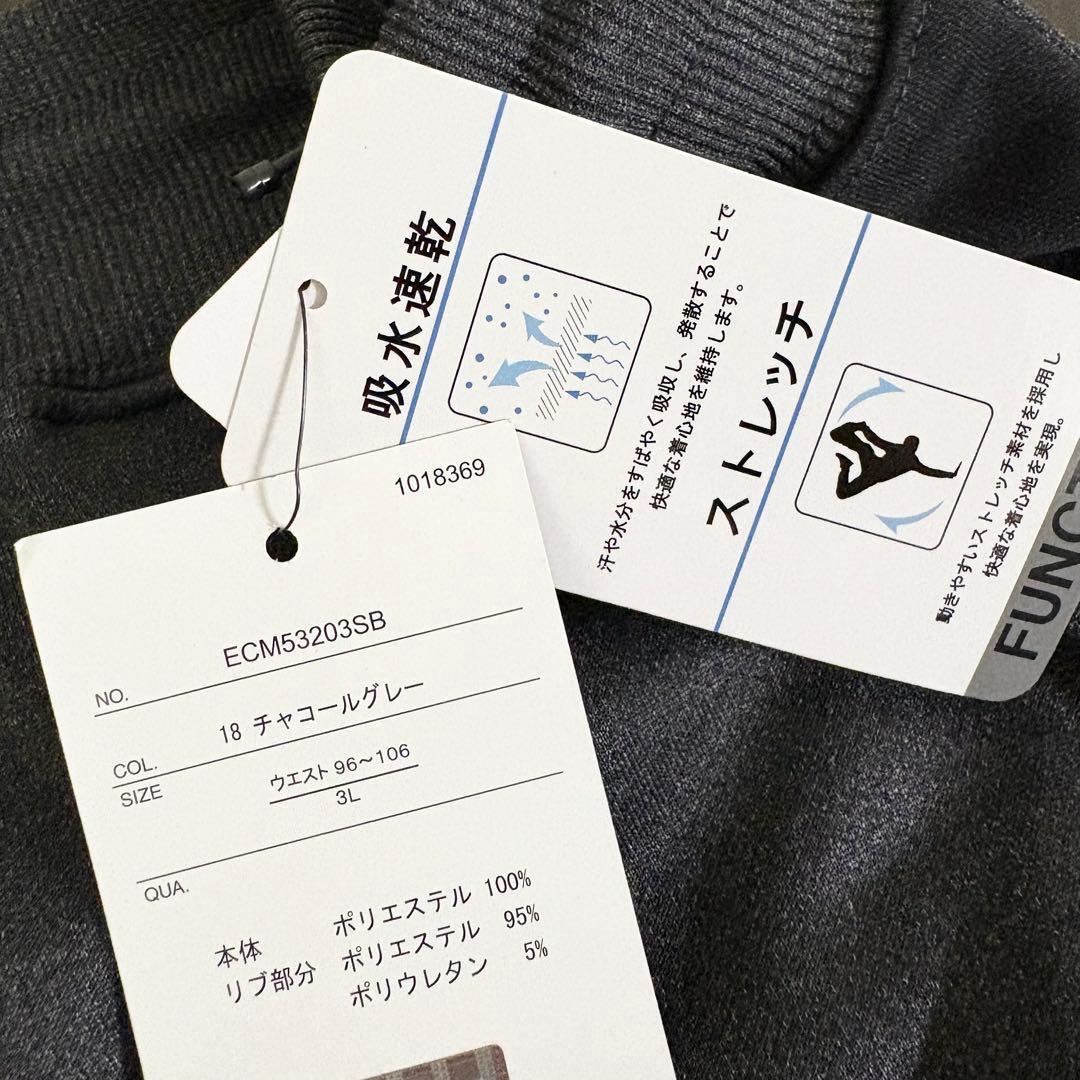 吸水速乾
汗や水分をすばやく吸収し、発散することで
快適な着心地を維持します。
ストレッチ
動きやすいストレッチ素材を採用し
快適な着心地を実現。
FUNCT
1018369
NO. ECM53203SB
COL. 18 チャコールグレー
SIZE ウエスト 96～106
3L
QUA.
本体 ポリエステル 100%
リブ部分 ポリエステル 95%
ポリウレタン 5%